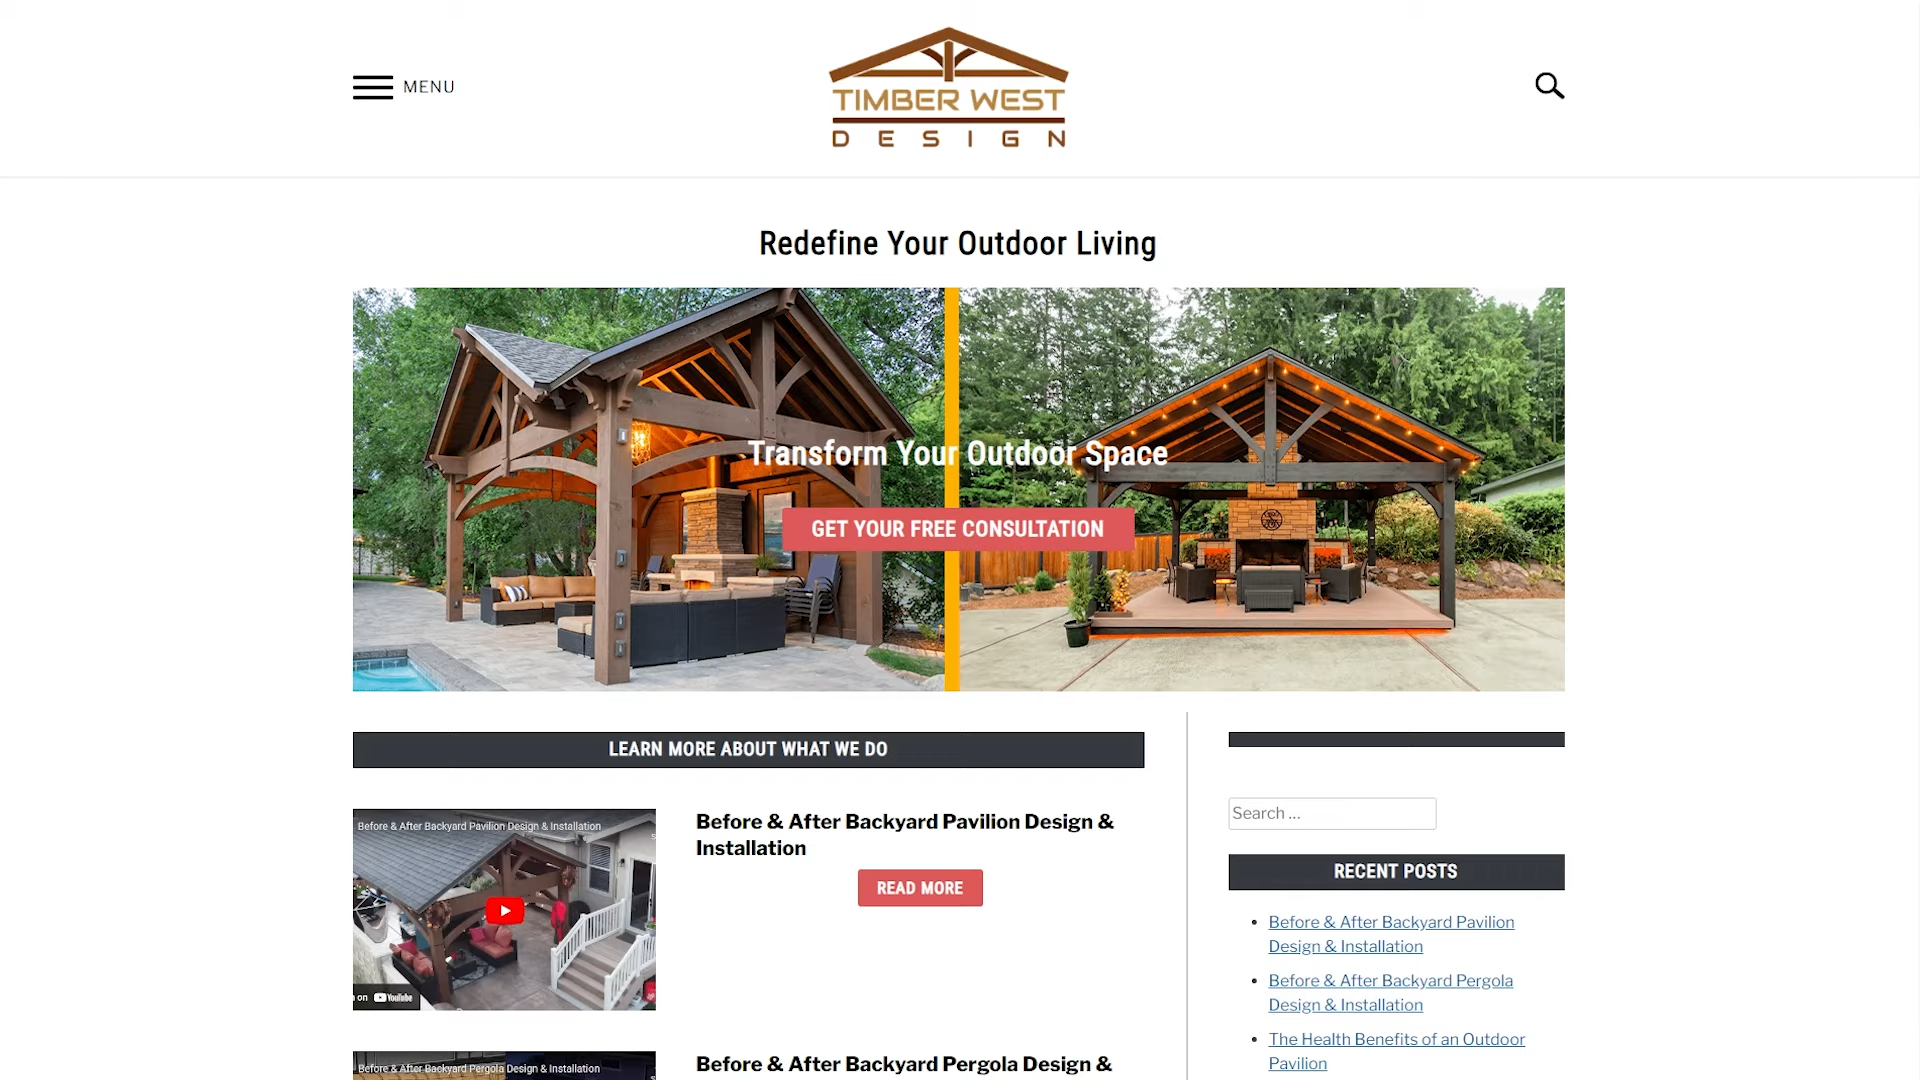 MENU
TIMBER WEST
DESIGN
Redefine Your Outdoor Living
Transform Your Outdoor Space
GET YOUR FREE CONSULTATION
LEARN MORE ABOUT WHAT WE DO
Before & After Backyard Pavilion Design & Installation
on YouTube
Before & After Backyard Pavilion Design &
Installation
READ MORE
Before & After Backyard Pergola Design & Installation
Before & After Backyard Pergola Design &
Search ...
RECENT POSTS
Before & After Backyard Pavilion
Design & Installation
Before & After Backyard Pergola
Design & Installation
The Health Benefits of an Outdoor
Pavilion